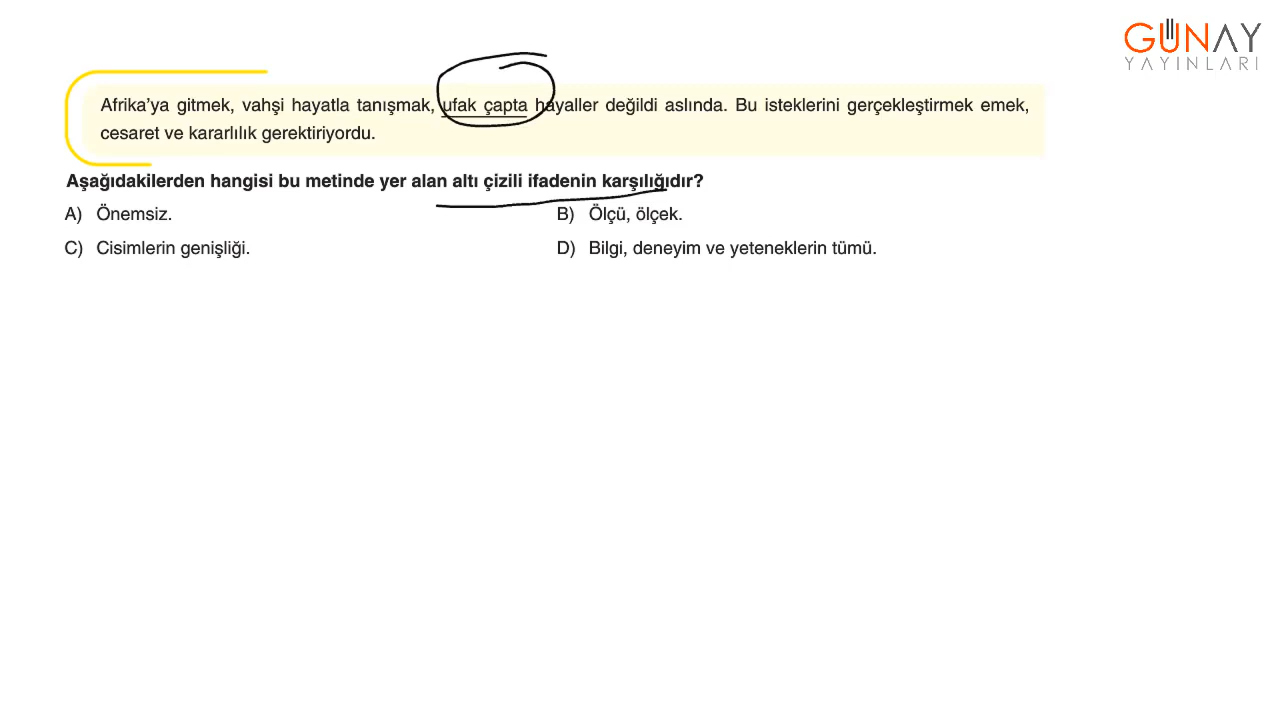 GÜNAY
YAYINLARI
Afrika'ya gitmek, vahşi hayatla tanışmak, ufak çapta hayaller değildi aslında. Bu isteklerini gerçekleştirmek emek,
cesaret ve kararlılık gerektiriyordu.
Aşağıdakilerden hangisi bu metinde yer alan altı çizili ifadenin karşılığıdır?
A) Önemsiz.
B) Ölçü, ölçek.
C) Cisimlerin genişliği.
D) Bilgi, deneyim ve yeteneklerin tümü.